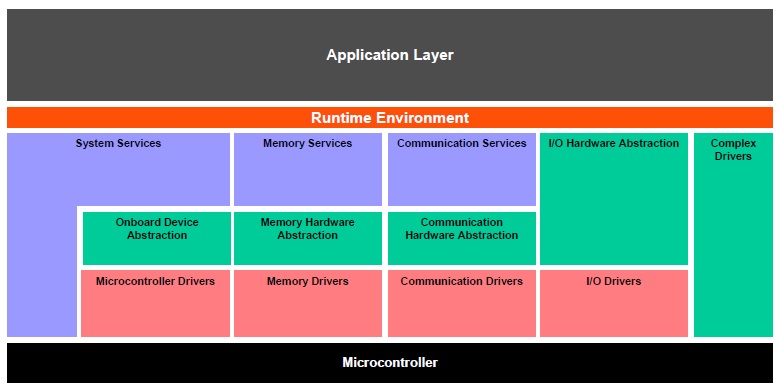 Application Layer
Runtime Environment
System Services
Memory Services
Communication Services
I/O Hardware Abstraction
Complex
Drivers
Onboard Device
Abstraction
Memory Hardware
Abstraction
Communication
Hardware Abstraction
Microcontroller Drivers
Memory Drivers
Communication Drivers
I/O Drivers
Microcontroller